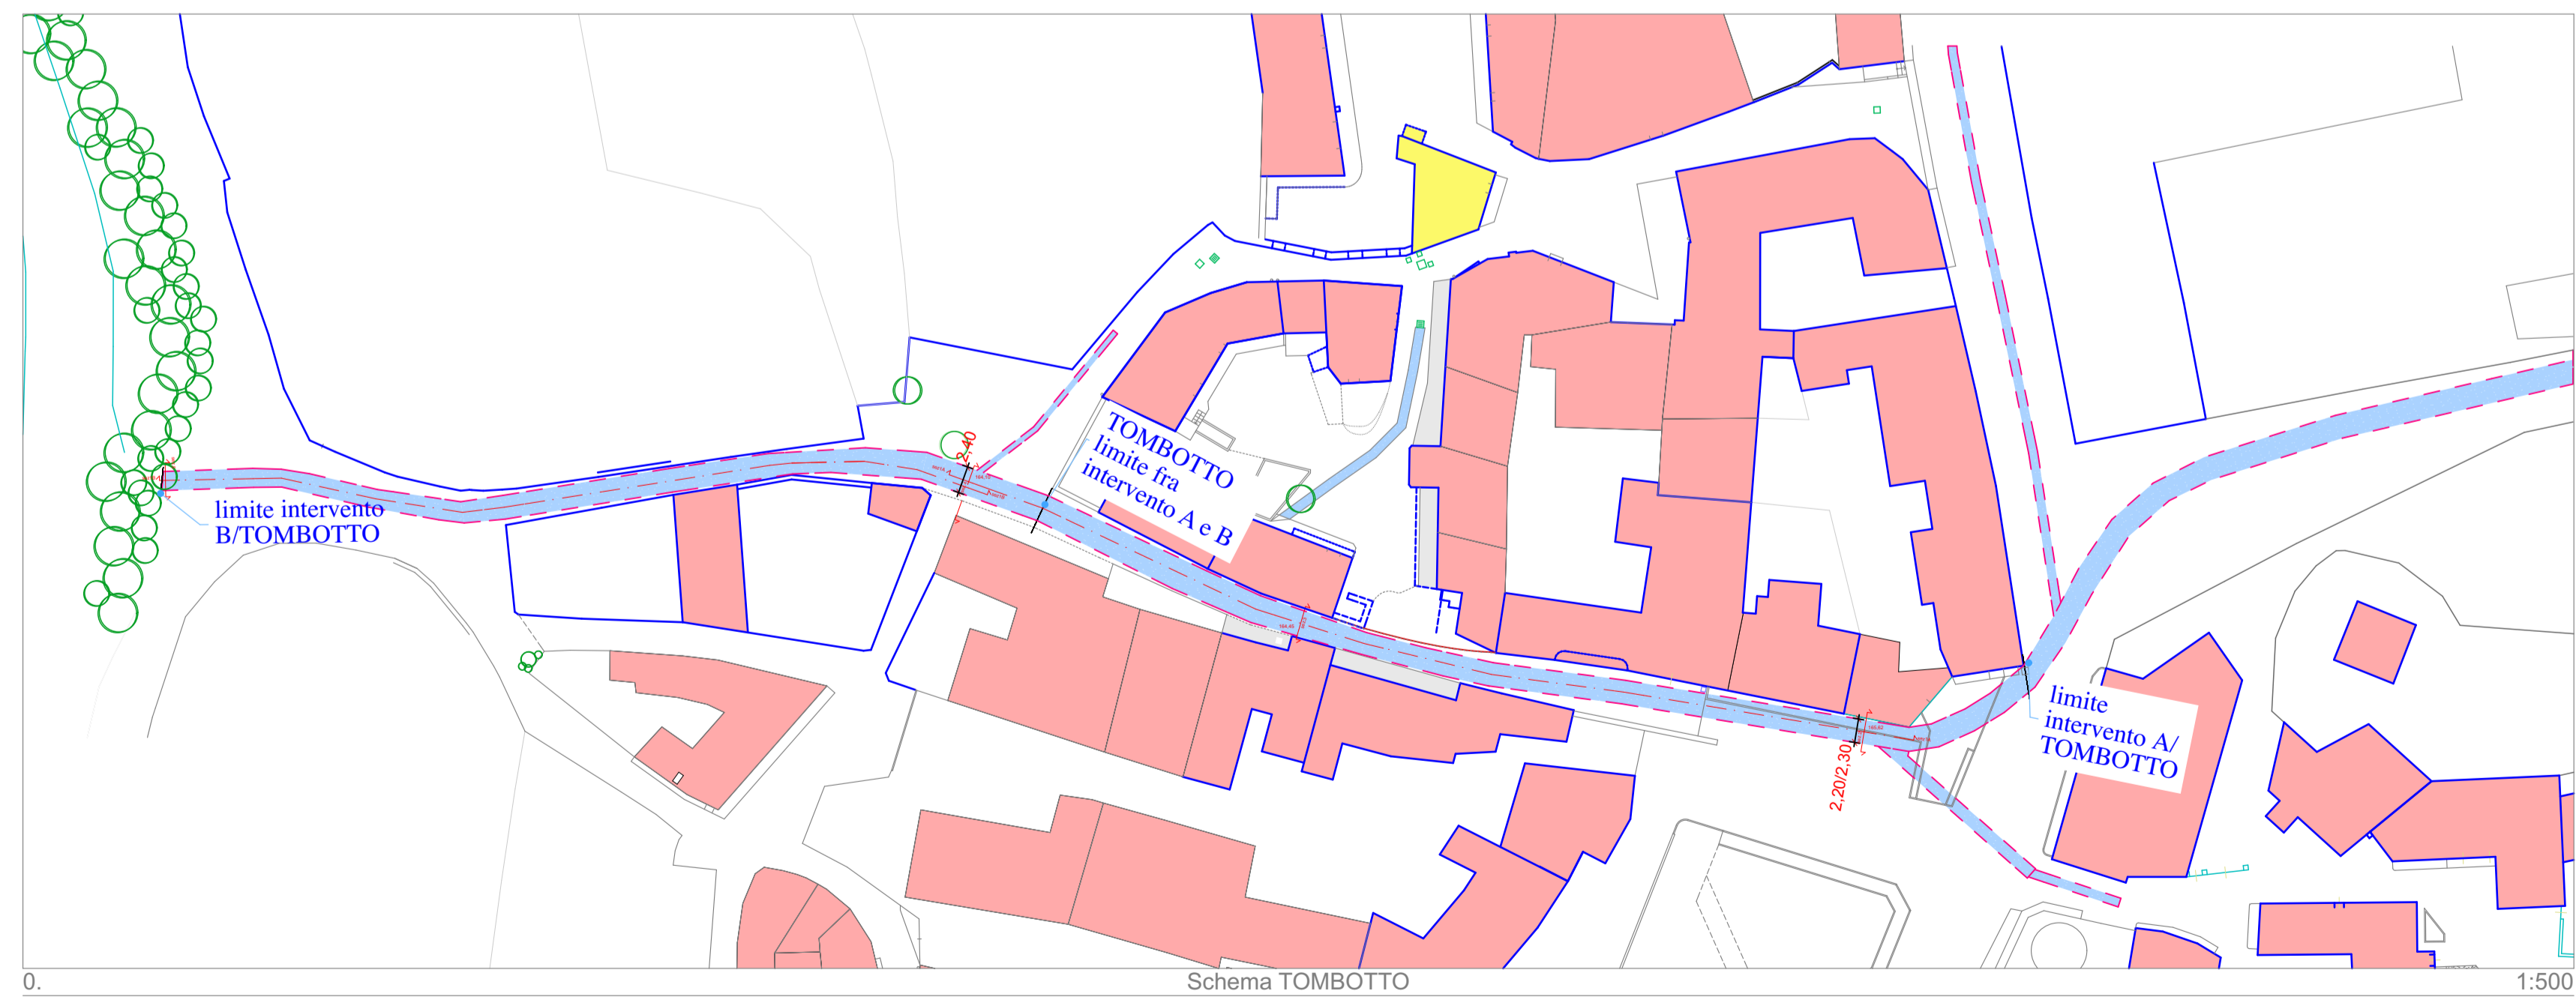 2,40
TOMBOTTO
limite fra
intervento A e B
limite intervento
B/TOMBOTTO
2,20/2,30
limite
intervento A/
TOMBOTTO
0.
Schema TOMBOTTO
1:500